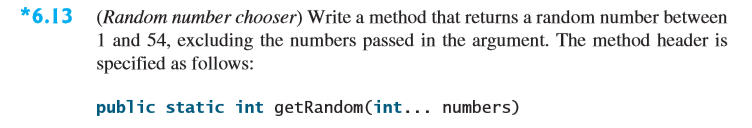 *6.13 (Random number chooser) Write a method that returns a random number between
1 and 54, excluding the numbers passed in the argument. The method header is
specified as follows:
public static int getRandom(int... numbers)